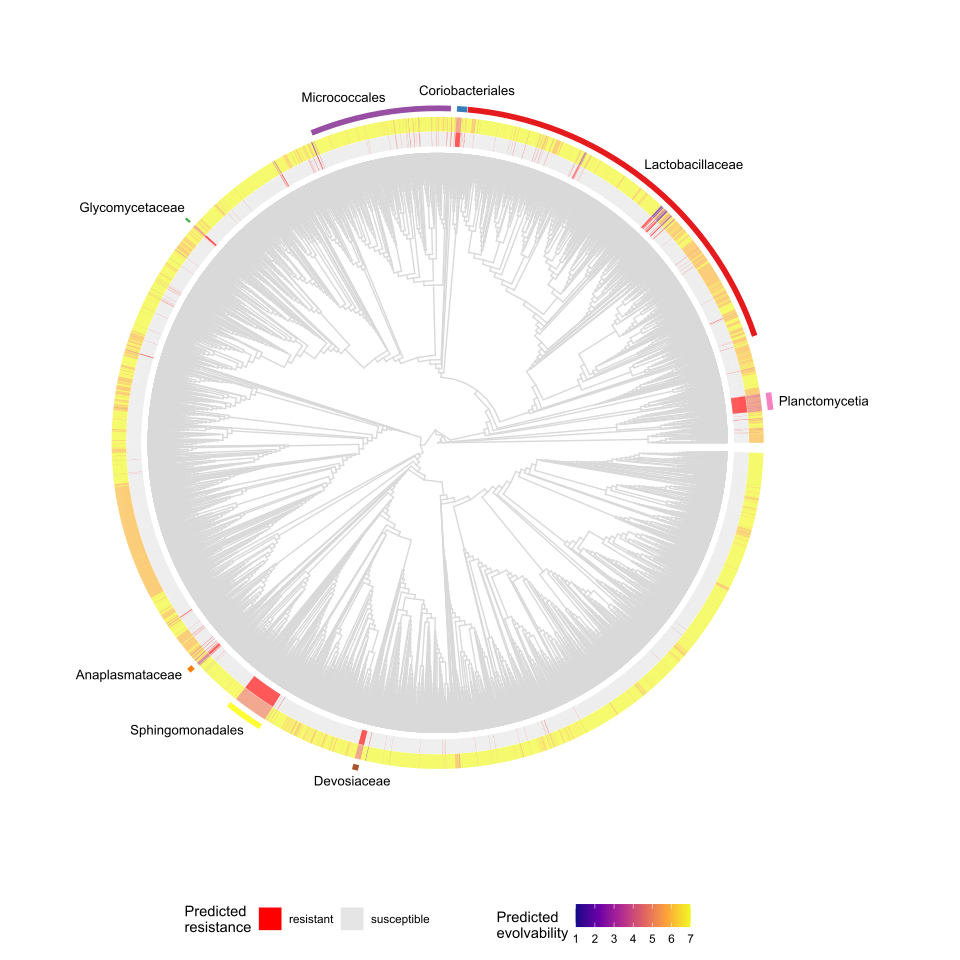 Coriobacteriales
Micrococcales
Lactobacillaceae
Glycomycetaceae
Planctomycetia
Anaplasmataceae
Sphingomonadales
Devosiaceae
Predicted
resistance
resistant
susceptible
Predicted
evolvability
1 2 3 4 5 6 7